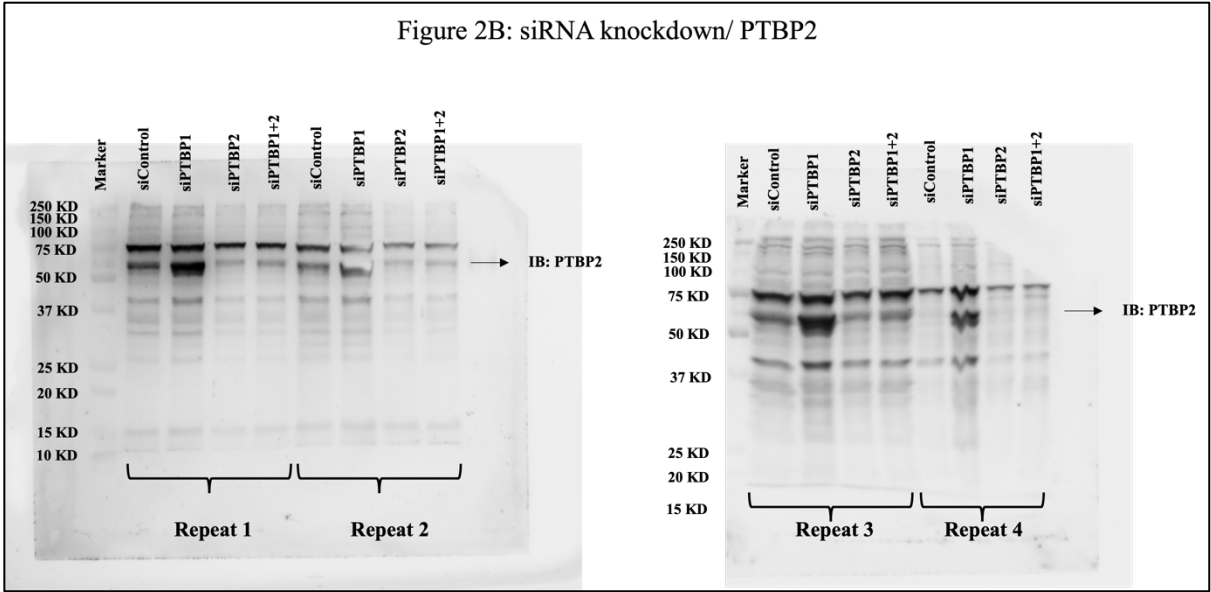 Figure 2B: siRNA knockdown/ PTBP2
Marker
siControl
siPTBP1
siPTBP2
siPTBP1+2
siControl
siPTBP1
siPTBP2
siPTBP1+2
250 KD
150 KD
100 KD
75 KD
50 KD
37 KD
25 KD
20 KD
15 KD
10 KD
IB: PTBP2
Repeat 1
Repeat 2
Marker
siControl
siPTBP1
siPTBP2
siPTBP1+2
siControl
siPTBP1
siPTBP2
siPTBP1+2
250 KD
150 KD
100 KD
75 KD
50 KD
37 KD
25 KD
20 KD
15 KD
IB: PTBP2
Repeat 3
Repeat 4